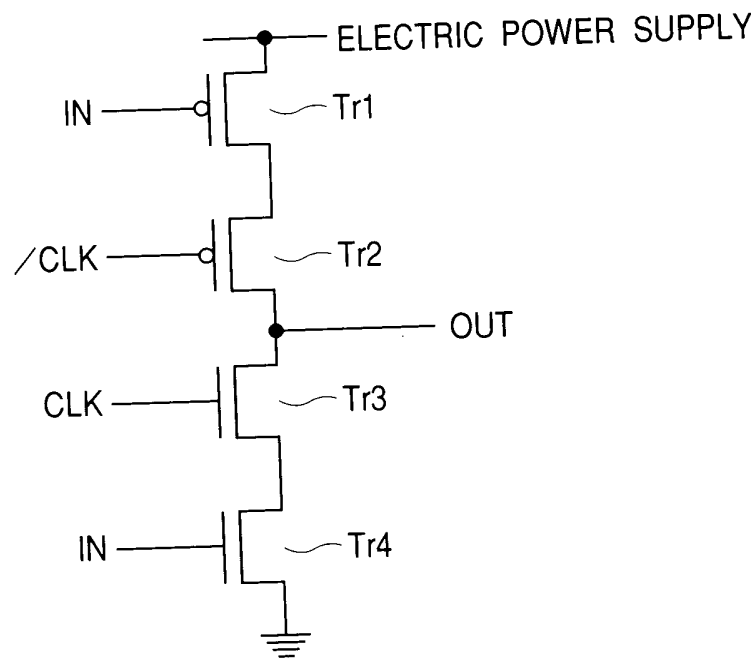 ELECTRIC POWER SUPPLY
IN
Tr1
/CLK
Tr2
OUT
CLK
Tr3
IN
Tr4